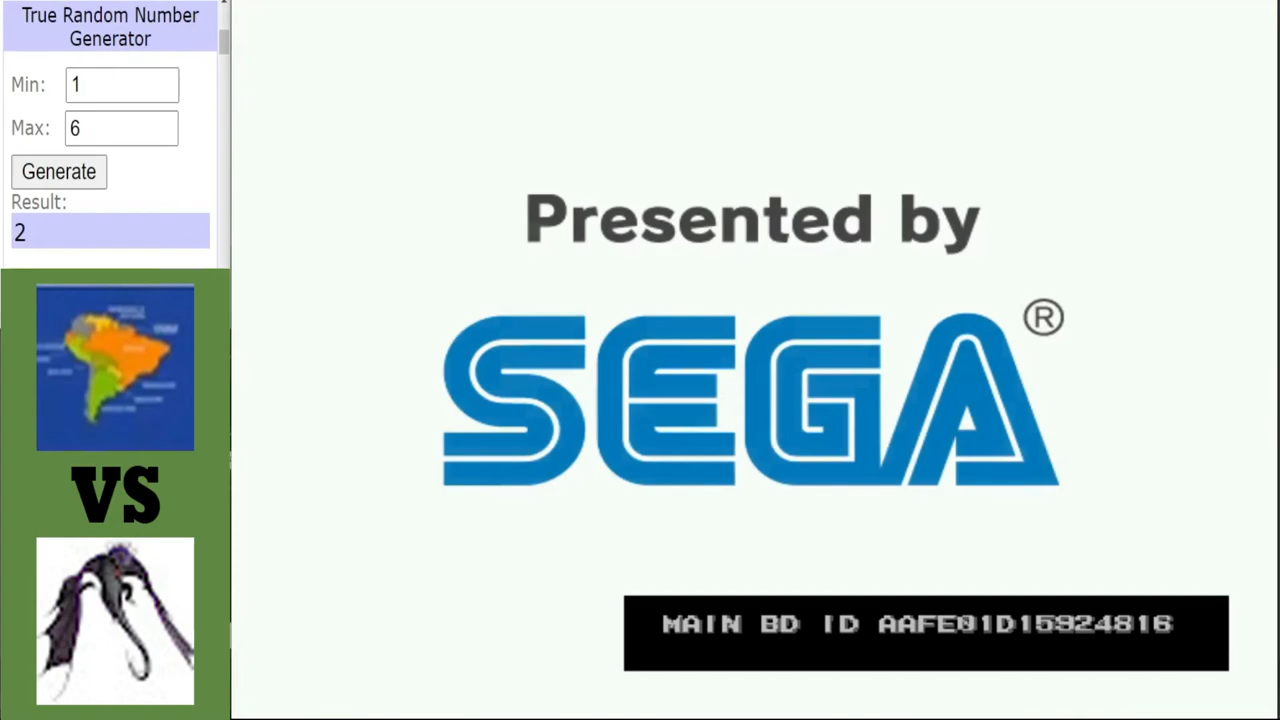 True Random Number
Generator
Min: 1
Max: 6
Generate
Result:
2
VS
Presented by
SEGA®
MAIN BD ID AAFE01D15924816